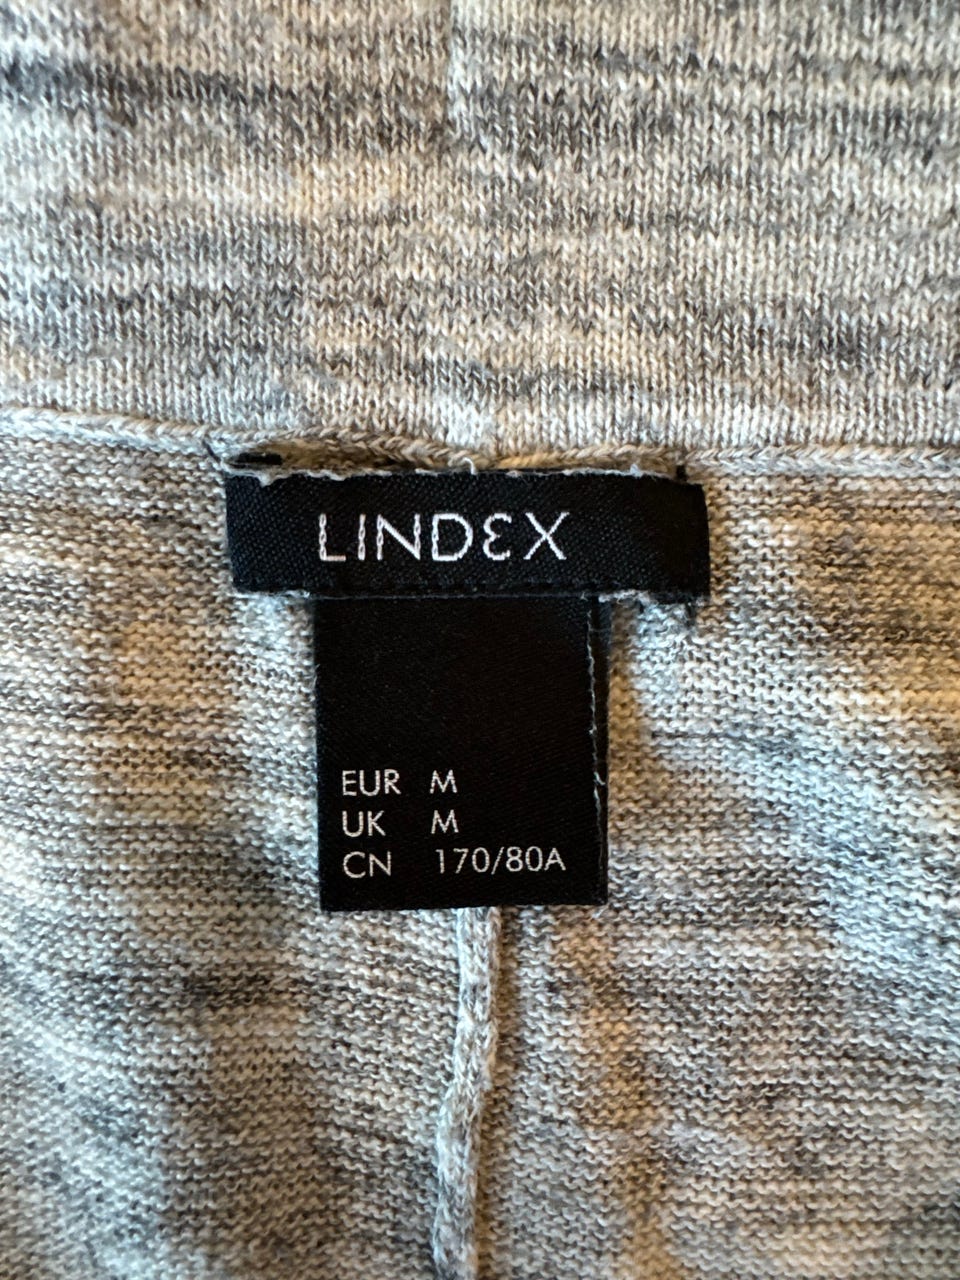 LINDEX
EUR M
UK M
CN 170/80A